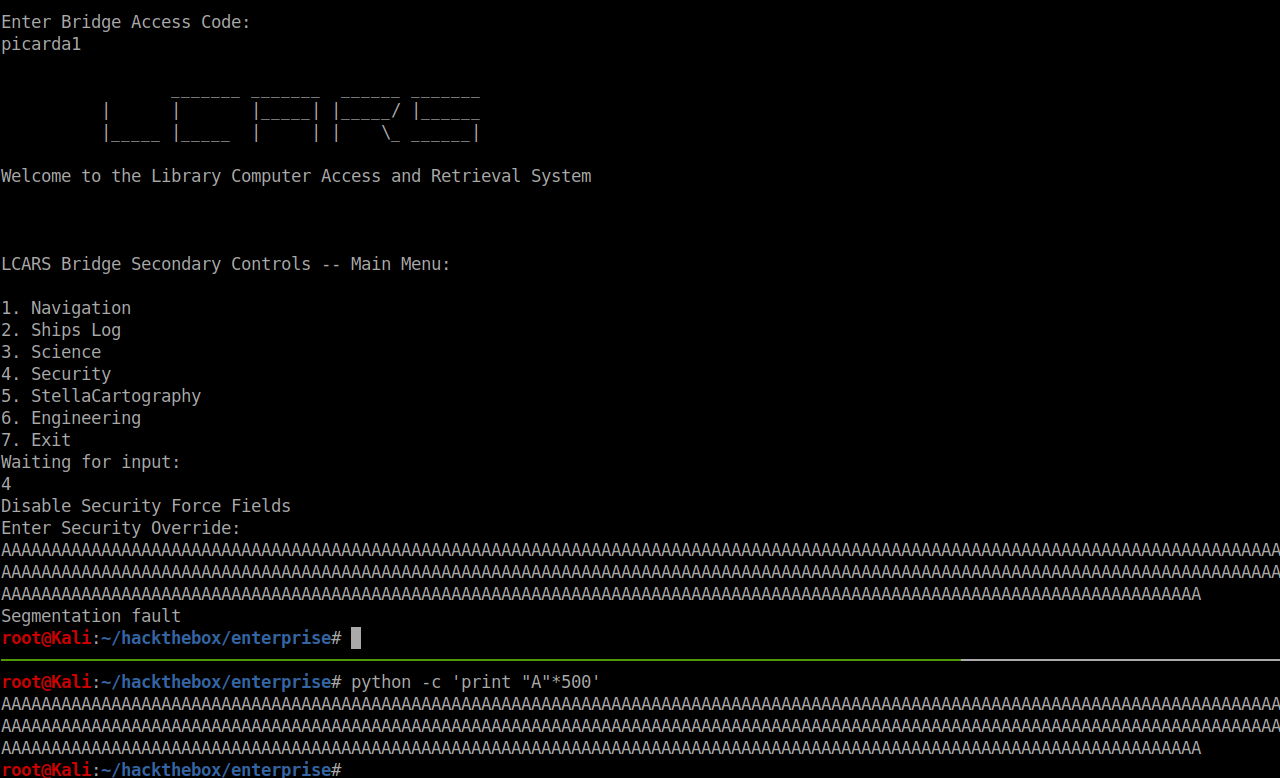 Enter Bridge Access Code:
picarda1
                 _______ _______  ______ _______
          |      |       |_____| |_____/ |______
          |_____ |_____  |     | |    \_ ______|
Welcome to the Library Computer Access and Retrieval System
LCARS Bridge Secondary Controls -- Main Menu:
1. Navigation
2. Ships Log
3. Science
4. Security
5. StellaCartography
6. Engineering
7. Exit
Waiting for input:
4
Disable Security Force Fields
Enter Security Override:
AAAAAAAAAAAAAAAAAAAAAAAAAAAAAAAAAAAAAAAAAAAAAAAAAAAAAAAAAAAAAAAAAAAAAAAAAAAAAAAAAAAAAAAAAAAAAAAAAAAAAAAAAAAAAAAAAAAAAAAAAAAAAAAA
AAAAAAAAAAAAAAAAAAAAAAAAAAAAAAAAAAAAAAAAAAAAAAAAAAAAAAAAAAAAAAAAAAAAAAAAAAAAAAAAAAAAAAAAAAAAAAAAAAAAAAAAAAAAAAAAAAAAAAAAAAAAAAAA
AAAAAAAAAAAAAAAAAAAAAAAAAAAAAAAAAAAAAAAAAAAAAAAAAAAAAAAAAAAAAAAAAAAAAAAAAAAAAAAAAAAAAAAAAAAAAAAAAAAAAAAAAAAAAAAAAAAAAAAA
Segmentation fault
root@Kali:~/hackthebox/enterprise#
root@Kali:~/hackthebox/enterprise# python -c 'print "A"*500'
AAAAAAAAAAAAAAAAAAAAAAAAAAAAAAAAAAAAAAAAAAAAAAAAAAAAAAAAAAAAAAAAAAAAAAAAAAAAAAAAAAAAAAAAAAAAAAAAAAAAAAAAAAAAAAAAAAAAAAAAAAAAAAAA
AAAAAAAAAAAAAAAAAAAAAAAAAAAAAAAAAAAAAAAAAAAAAAAAAAAAAAAAAAAAAAAAAAAAAAAAAAAAAAAAAAAAAAAAAAAAAAAAAAAAAAAAAAAAAAAAAAAAAAAAAAAAAAAA
AAAAAAAAAAAAAAAAAAAAAAAAAAAAAAAAAAAAAAAAAAAAAAAAAAAAAAAAAAAAAAAAAAAAAAAAAAAAAAAAAAAAAAAAAAAAAAAAAAAAAAAAAAAAAAAAAAAAAAAA
root@Kali:~/hackthebox/enterprise#